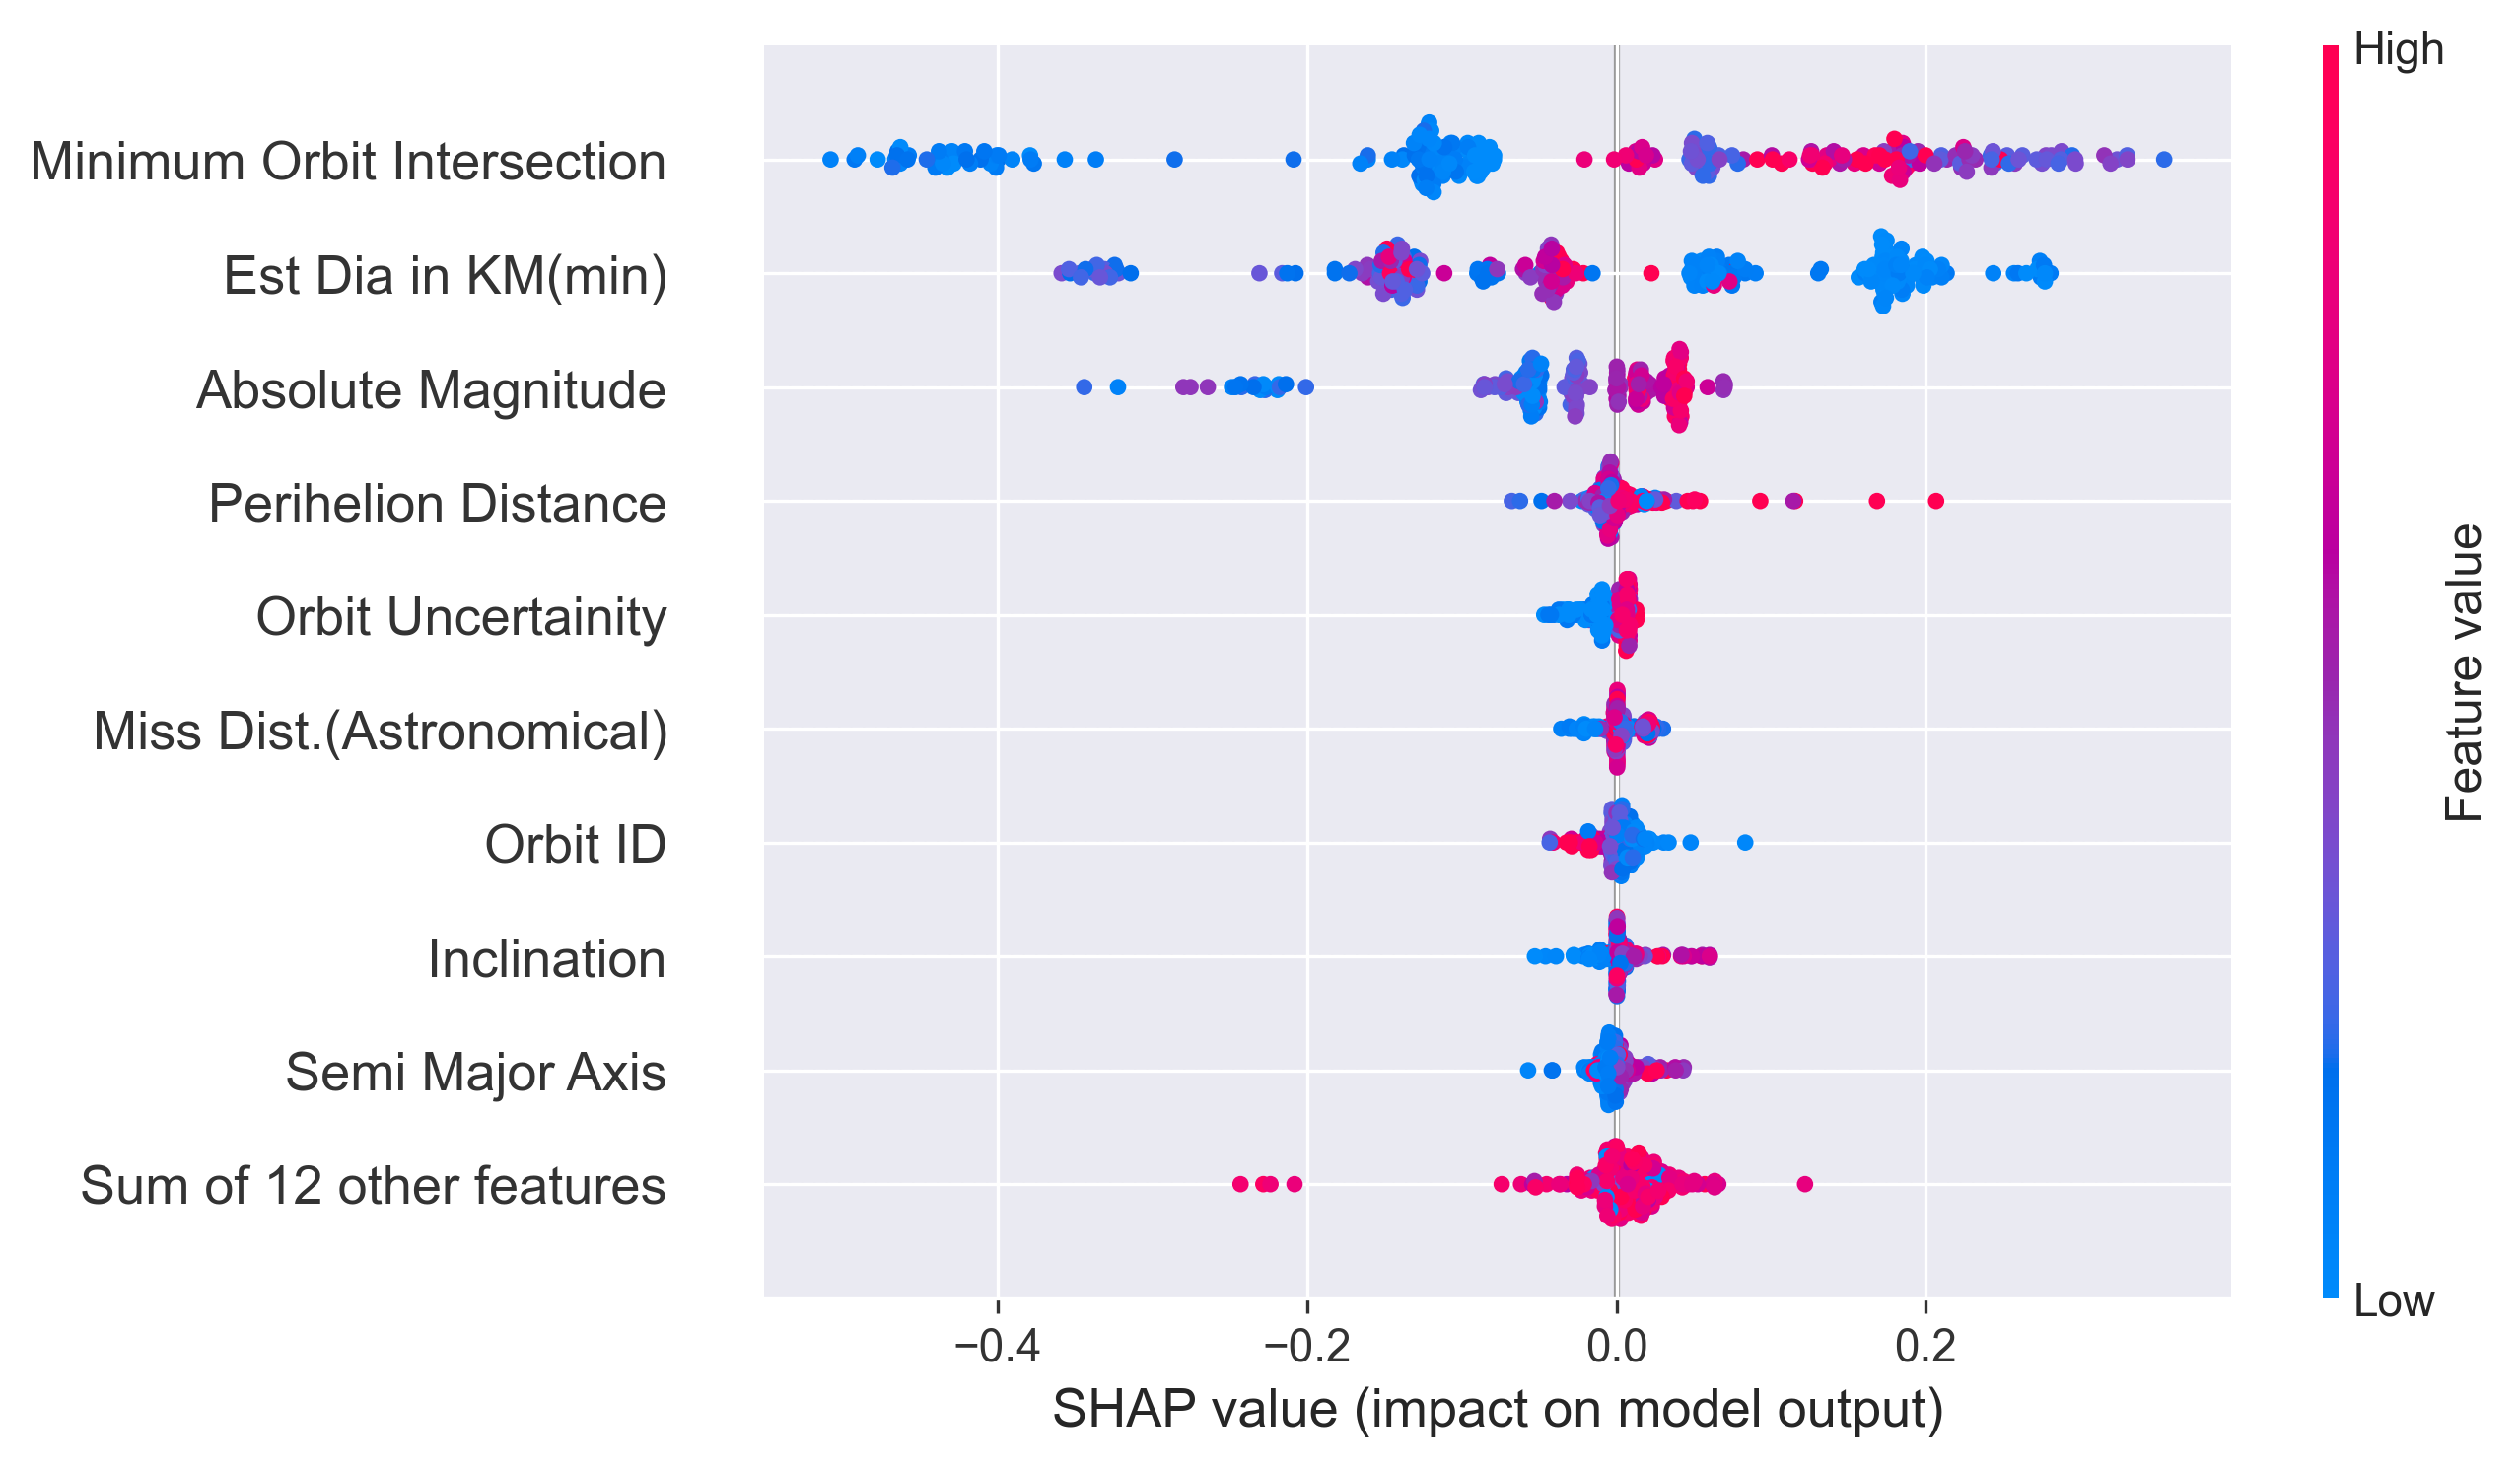 High
Minimum Orbit Intersection
Est Dia in KM(min)
Absolute Magnitude
Perihelion Distance
Orbit Uncertainity
Miss Dist.(Astronomical)
Orbit ID
Inclination
Semi Major Axis
Sum of 12 other features
Feature value
Low
−0.4 −0.2 0.0 0.2
SHAP value (impact on model output)